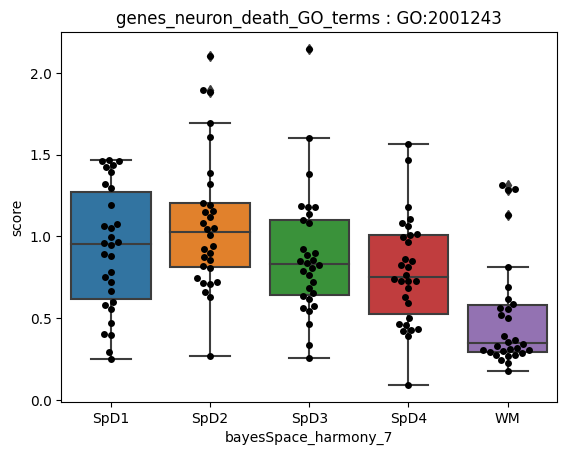 genes_neuron_death_GO_terms : GO:2001243
score
2.0
1.5
1.0
0.5
0.0
SpD1 SpD2 SpD3 SpD4 WM
bayesSpace_harmony_7